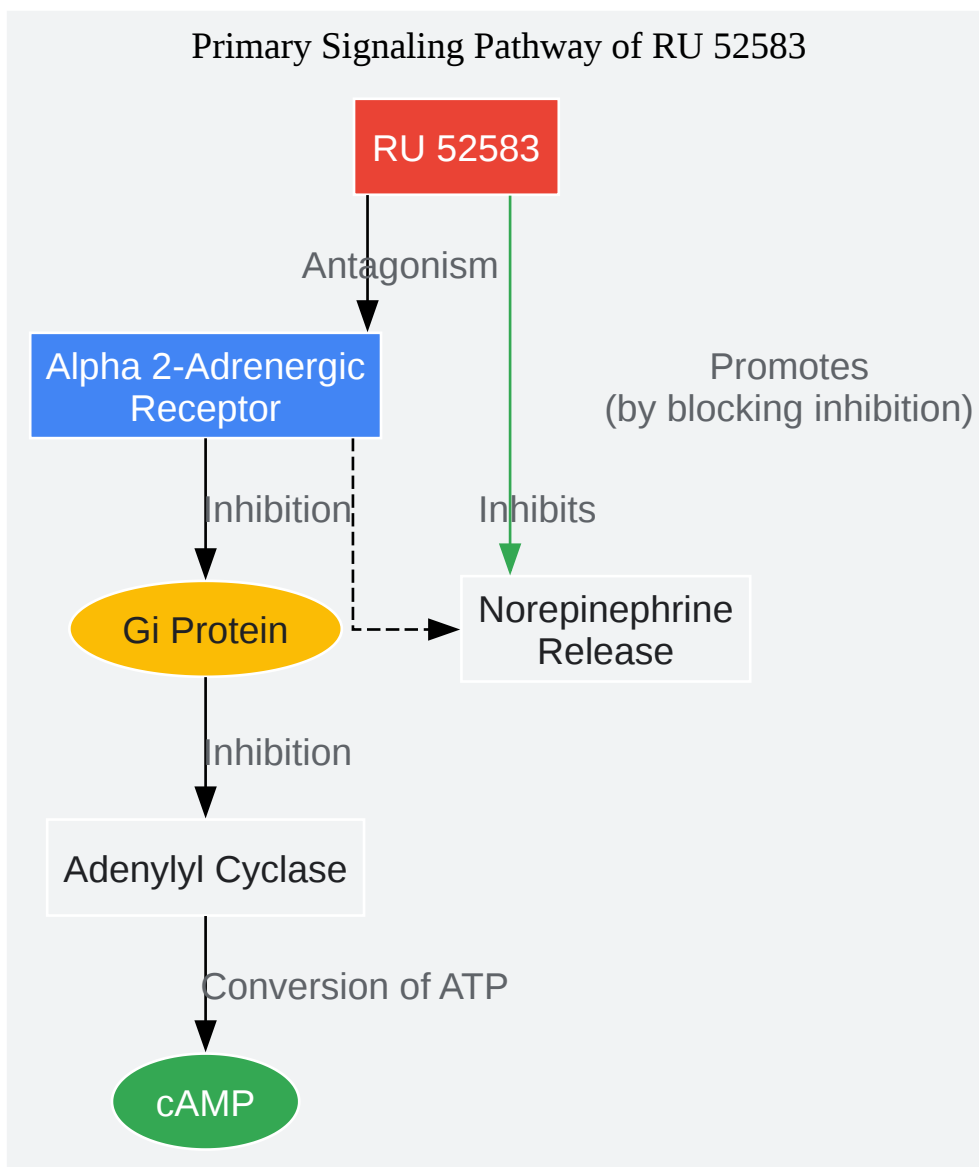 Primary Signaling Pathway of RU 52583
RU 52583
Antagonism
Alpha 2-Adrenergic
Receptor
Promotes
(by blocking inhibition)
Inhibition
Inhibits
Norepinephrine
Release
Gi Protein
Inhibition
Adenylyl Cyclase
Conversion of ATP
cAMP